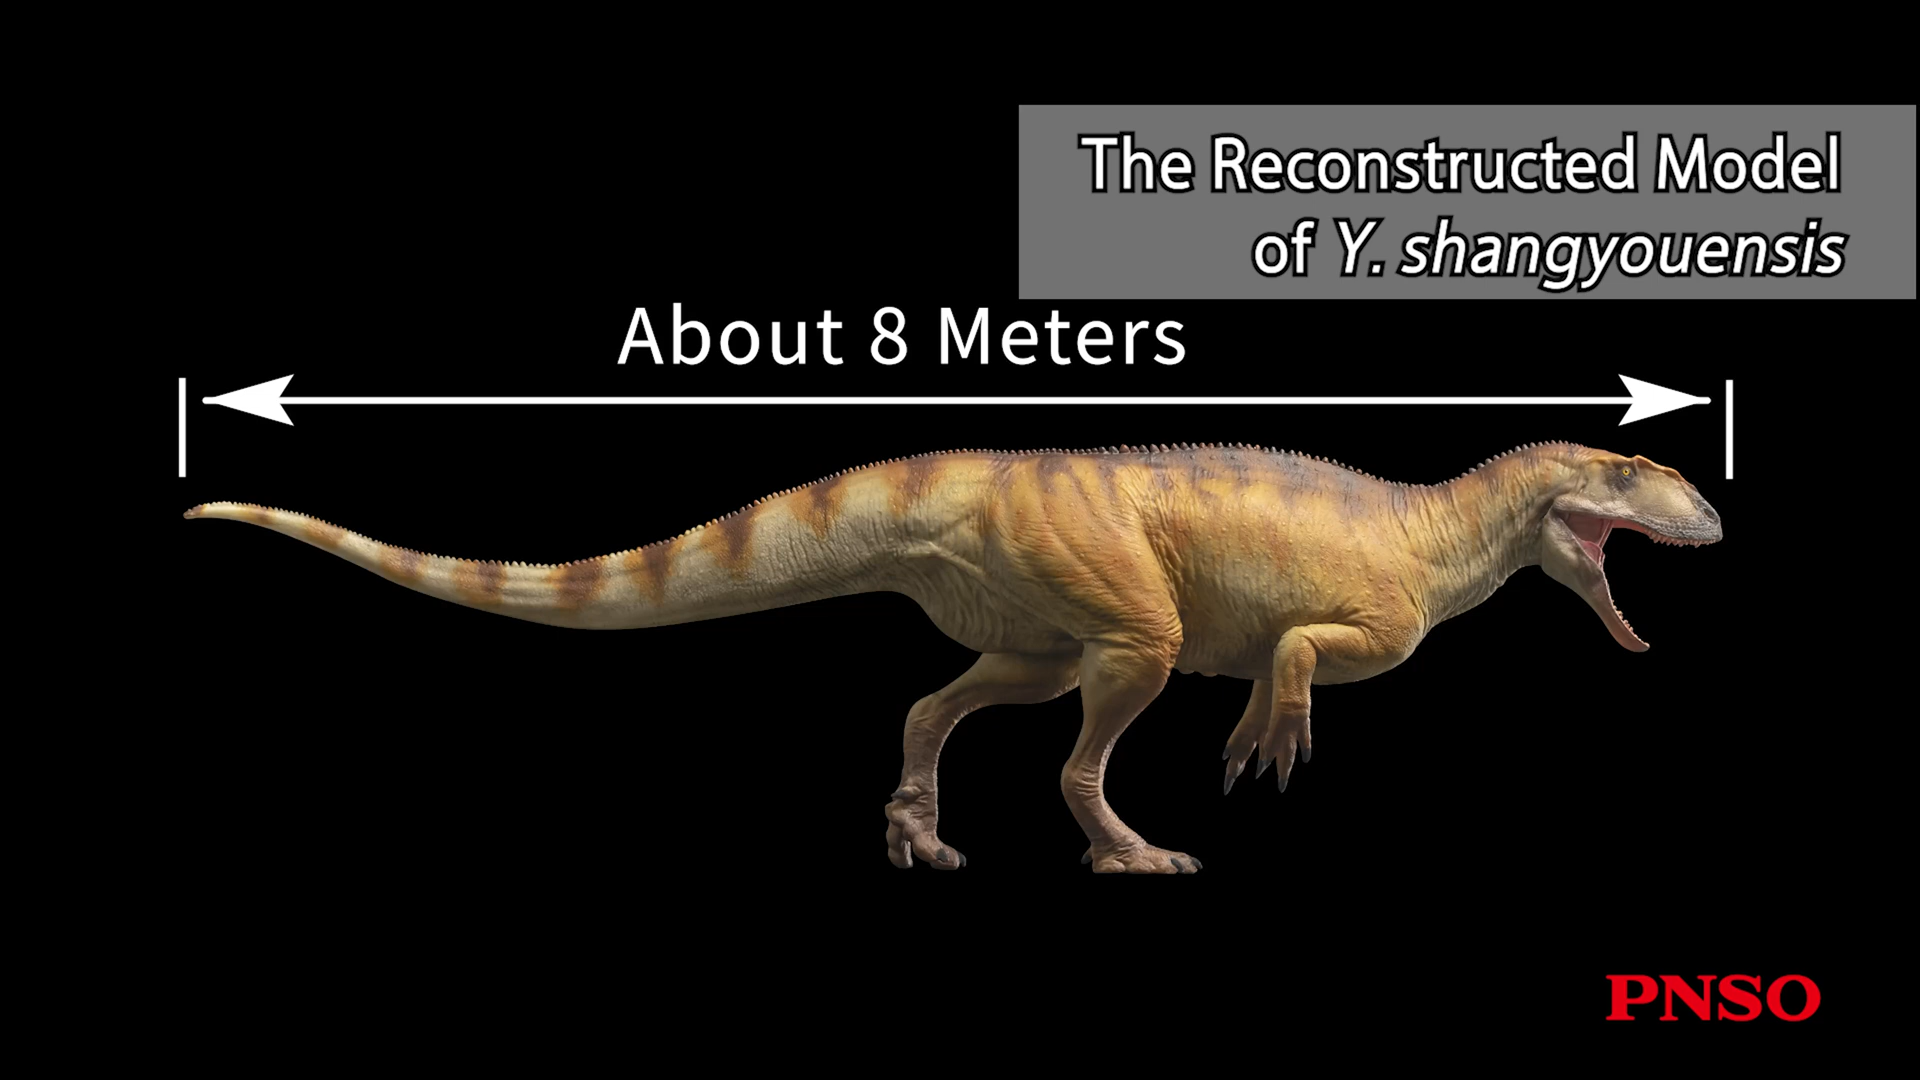 The Reconstructed Model
of Y. shangyouensis
About 8 Meters
PNSO